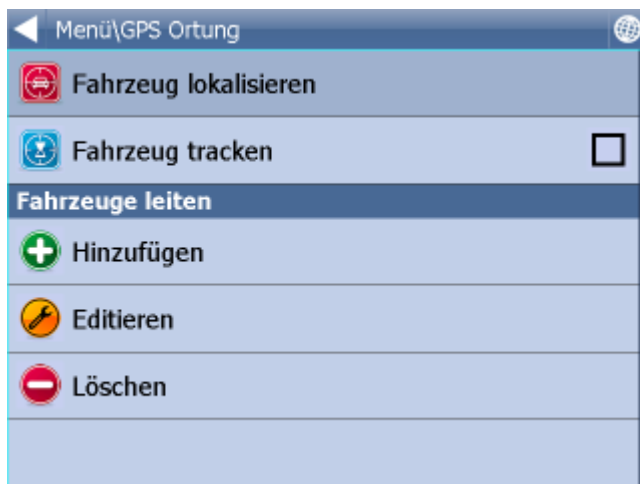 Menü\GPS Ortung
Fahrzeug lokalisieren
Fahrzeug tracken
Fahrzeuge leiten
Hinzufügen
Editieren
Löschen